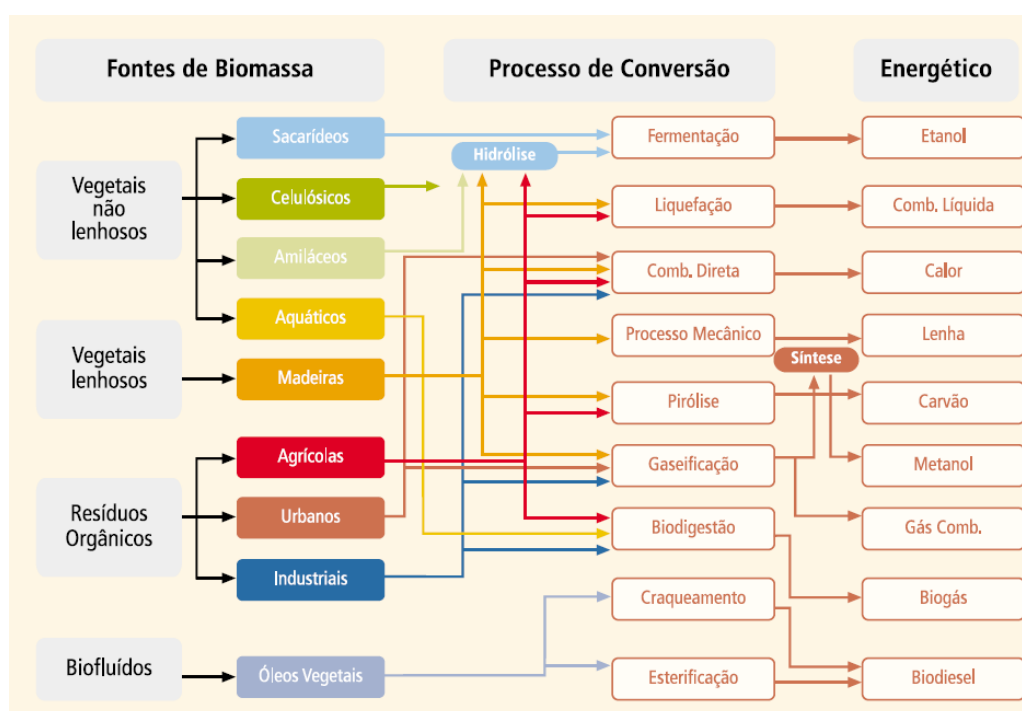 Fontes de Biomassa
Processo de Conversão
Energético
Vegetais
não
lenhosos
Vegetais
lenhosos
Resíduos
Orgânicos
Biofluídos
Sacarídeos
Celulósicos
Amiláceos
Aquáticos
Madeiras
Agrícolas
Urbanos
Industriais
Óleos Vegetais
Hidrólise
Fermentação
Liquefação
Comb. Direta
Processo Mecânico
Pirólise
Gaseificação
Biodigestão
Craqueamento
Esterificação
Síntese
Etanol
Comb. Líquida
Calor
Lenha
Carvão
Metanol
Gás Comb.
Biogás
Biodiesel